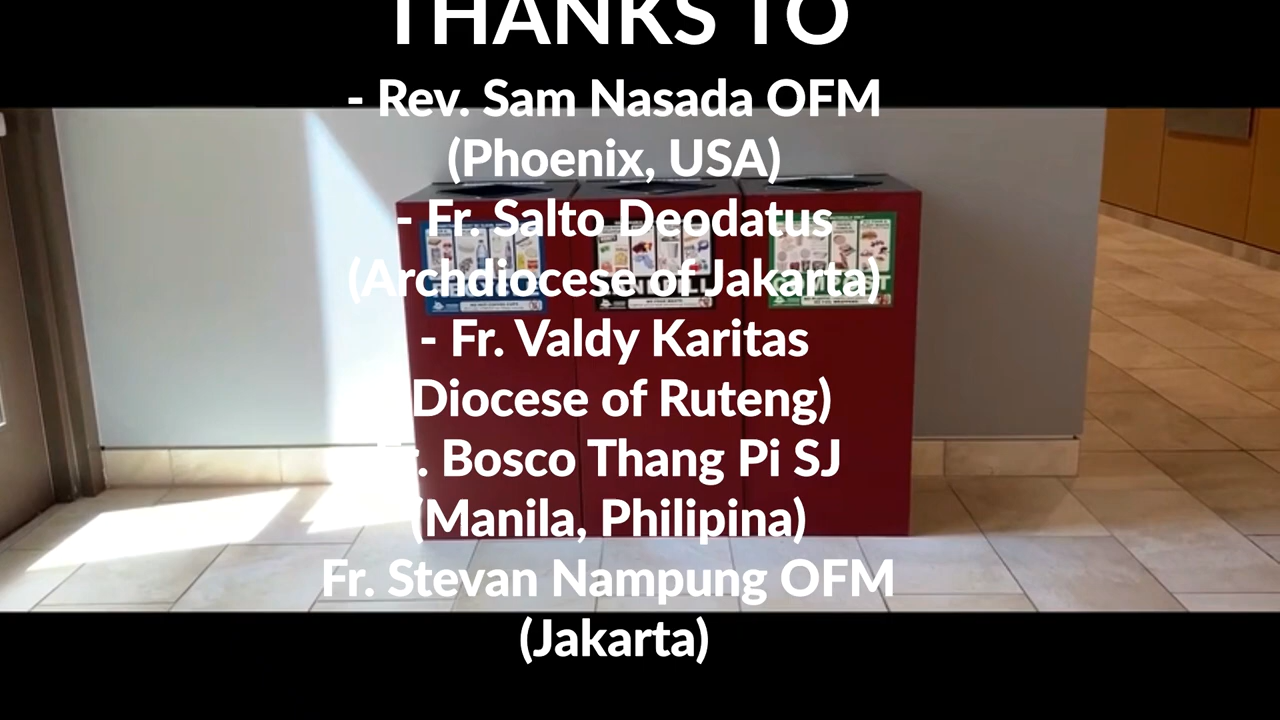 THANKS TO
- Rev. Sam Nasada OFM
(Phoenix, USA)
- Fr. Salto Deodatus
(Archdiocese of Jakarta)
- Fr. Valdy Karitas
Diocese of Ruteng)
. Bosco Thang Pi SJ
(Manila, Philipina)
Fr. Stevan Nampung OFM
(Jakarta)